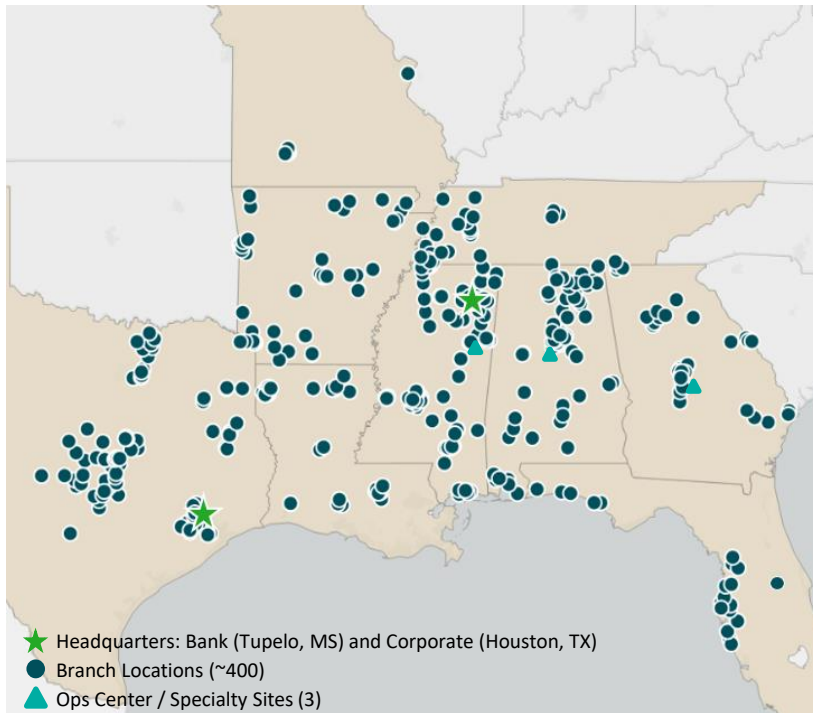 Headquarters: Bank (Tupelo, MS) and Corporate (Houston, TX)
Branch Locations (~400)
Ops Center / Specialty Sites (3)